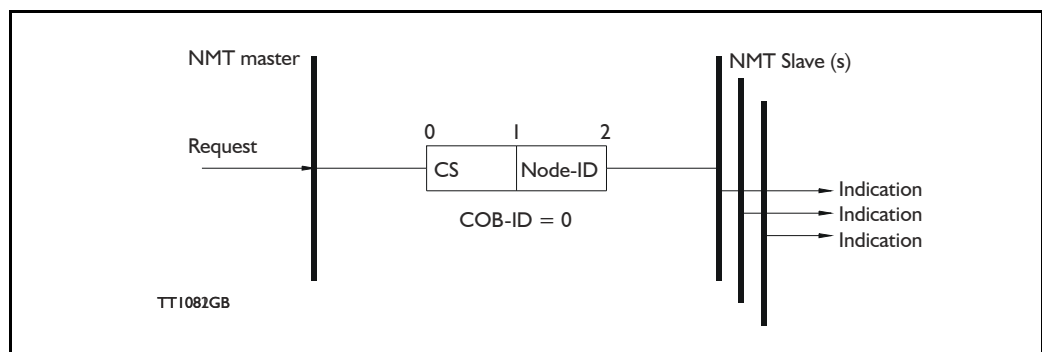 NMT master
NMT Slave (s)
0 1 2
Request
CS Node-ID
COB-ID = 0
Indication
Indication
Indication
TT1082GB